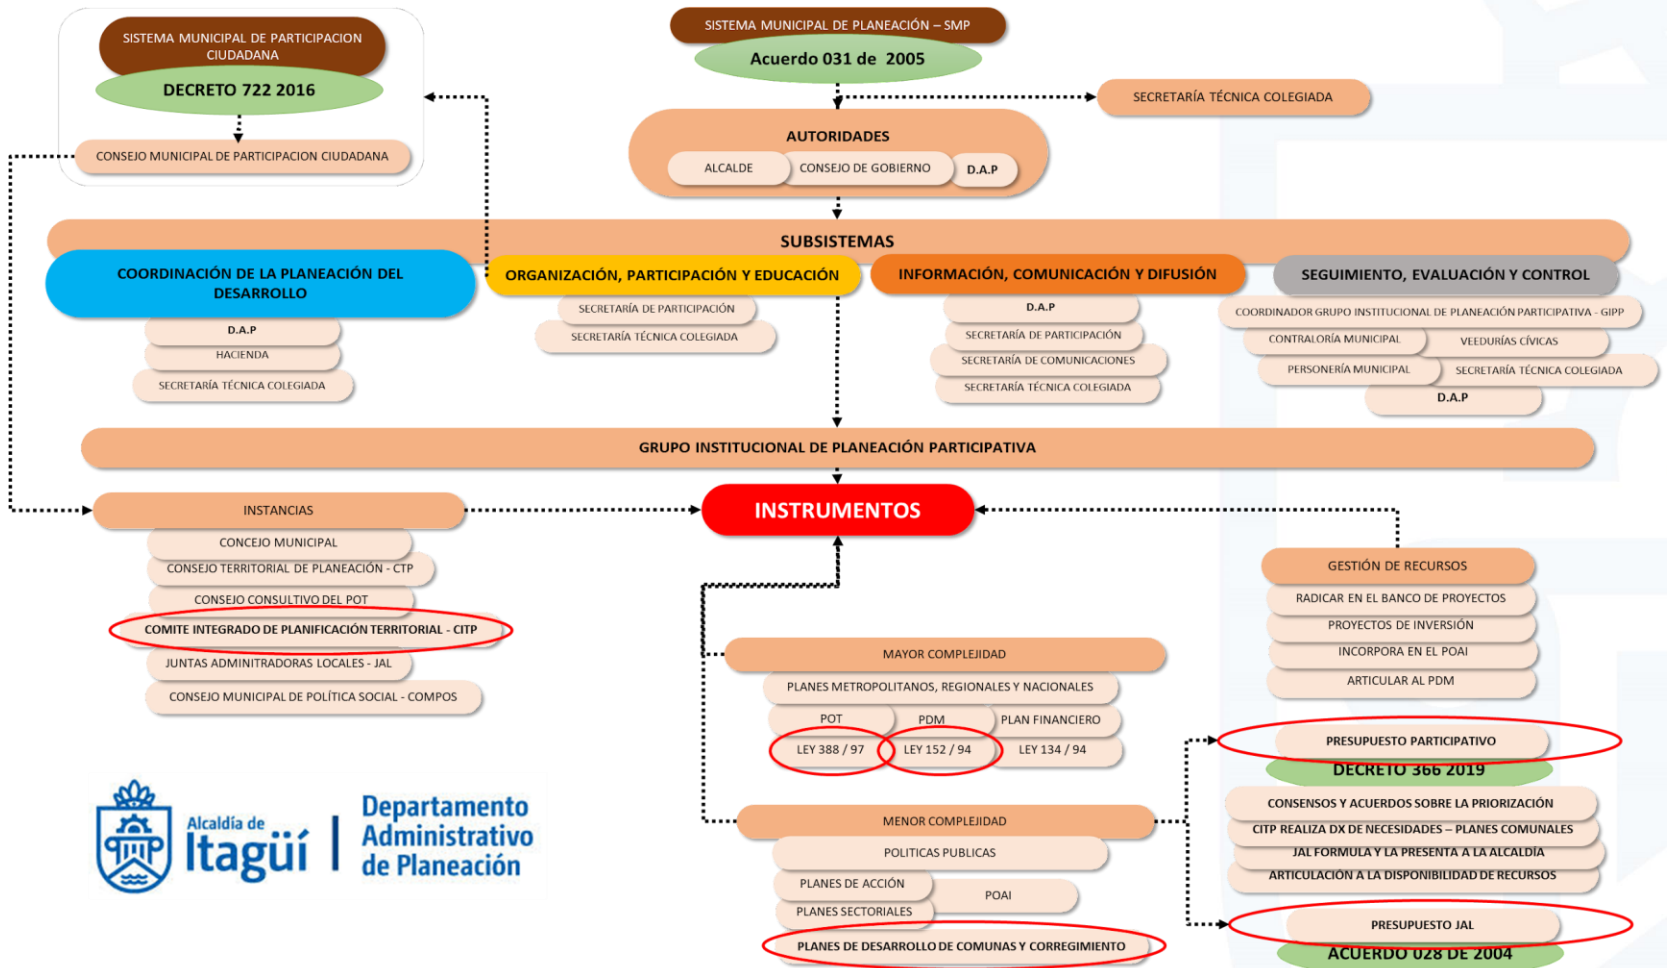 SISTEMA MUNICIPAL DE PARTICIPACION
CIUDADANA
DECRETO 722 2016
CONSEJO MUNICIPAL DE PARTICIPACION CIUDADANA
SISTEMA MUNICIPAL DE PLANEACIÓN – SMP
Acuerdo 031 de 2005
SECRETARÍA TÉCNICA COLEGIADA
AUTORIDADES
ALCALDE
CONSEJO DE GOBIERNO
D.A.P
SUBSISTEMAS
COORDINACIÓN DE LA PLANEACIÓN DEL
DESARROLLO
D.A.P
HACIENDA
SECRETARÍA TÉCNICA COLEGIADA
ORGANIZACIÓN, PARTICIPACIÓN Y EDUCACIÓN
SECRETARÍA DE PARTICIPACIÓN
SECRETARÍA TÉCNICA COLEGIADA
INFORMACIÓN, COMUNICACIÓN Y DIFUSIÓN
D.A.P
SECRETARÍA DE PARTICIPACIÓN
SECRETARÍA DE COMUNICACIONES
SECRETARÍA TÉCNICA COLEGIADA
SEGUIMIENTO, EVALUACIÓN Y CONTROL
COORDINADOR GRUPO INSTITUCIONAL DE PLANEACIÓN PARTICIPATIVA - GIPP
CONTRALORÍA MUNICIPAL
VEEDURÍAS CÍVICAS
PERSONERÍA MUNICIPAL
SECRETARÍA TÉCNICA COLEGIADA
D.A.P
GRUPO INSTITUCIONAL DE PLANEACIÓN PARTICIPATIVA
INSTANCIAS
CONCEJO MUNICIPAL
CONSEJO TERRITORIAL DE PLANEACIÓN - CTP
CONSEJO CONSULTIVO DEL POT
COMITE INTEGRADO DE PLANIFICACIÓN TERRITORIAL - CITP
JUNTAS ADMINITRADORAS LOCALES - JAL
CONSEJO MUNICIPAL DE POLÍTICA SOCIAL - COMPOS
INSTRUMENTOS
MAYOR COMPLEJIDAD
PLANES METROPOLITANOS, REGIONALES Y NACIONALES
POT
PDM
PLAN FINANCIERO
LEY 388 / 97
LEY 152 / 94
LEY 134 / 94
MENOR COMPLEJIDAD
POLITICAS PUBLICAS
PLANES DE ACCIÓN
POAI
PLANES SECTORIALES
PLANES DE DESARROLLO DE COMUNAS Y CORREGIMIENTO
GESTIÓN DE RECURSOS
RADICAR EN EL BANCO DE PROYECTOS
PROYECTOS DE INVERSIÓN
INCORPORA EN EL POAI
ARTICULAR AL PDM
PRESUPUESTO PARTICIPATIVO
DECRETO 366 2019
CONSENSOS Y ACUERDOS SOBRE LA PRIORIZACIÓN
CITP REALIZA DX DE NECESIDADES – PLANES COMUNALES
JAL FORMULA Y LA PRESENTA A LA ALCALDÍA
ARTICULACIÓN A LA DISPONIBILIDAD DE RECURSOS
PRESUPUESTO JAL
ACUERDO 028 DE 2004
Alcaldía de
Itagüí
Departamento
Administrativo
de Planeación